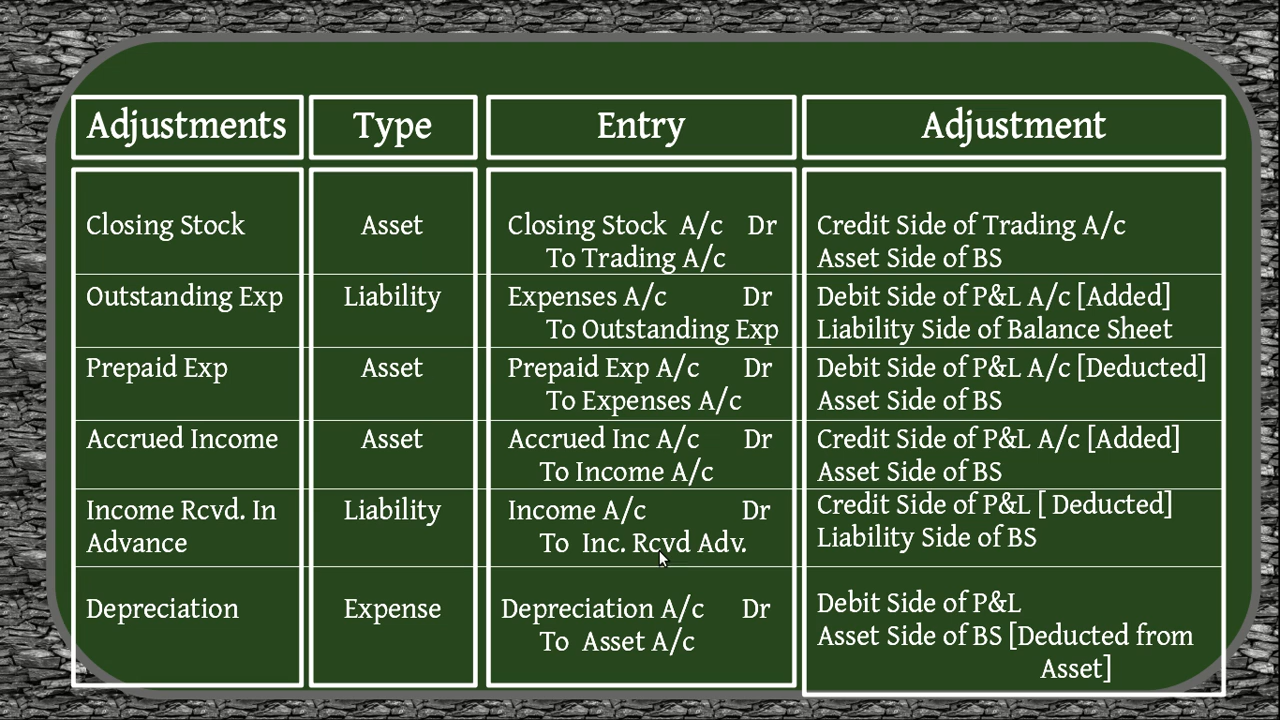 Adjustments Type Entry Adjustment
Closing Stock Asset Closing Stock A/c Dr Credit Side of Trading A/c
To Trading A/c Asset Side of BS
Outstanding Exp Liability Expenses A/c Dr Debit Side of P&L A/c [Added]
To Outstanding Exp Liability Side of Balance Sheet
Prepaid Exp Asset Prepaid Exp A/c Dr Debit Side of P&L A/c [Deducted]
To Expenses A/c Asset Side of BS
Accrued Income Asset Accrued Inc A/c Dr Credit Side of P&L A/c [Added]
To Income A/c Asset Side of BS
Income Rcvd. In Liability Income A/c Dr Credit Side of P&L [ Deducted]
Advance To Inc. Rcvd Adv. Liability Side of BS
Depreciation Expense Depreciation A/c Dr Debit Side of P&L
To Asset A/c Asset Side of BS [Deducted from
Asset]